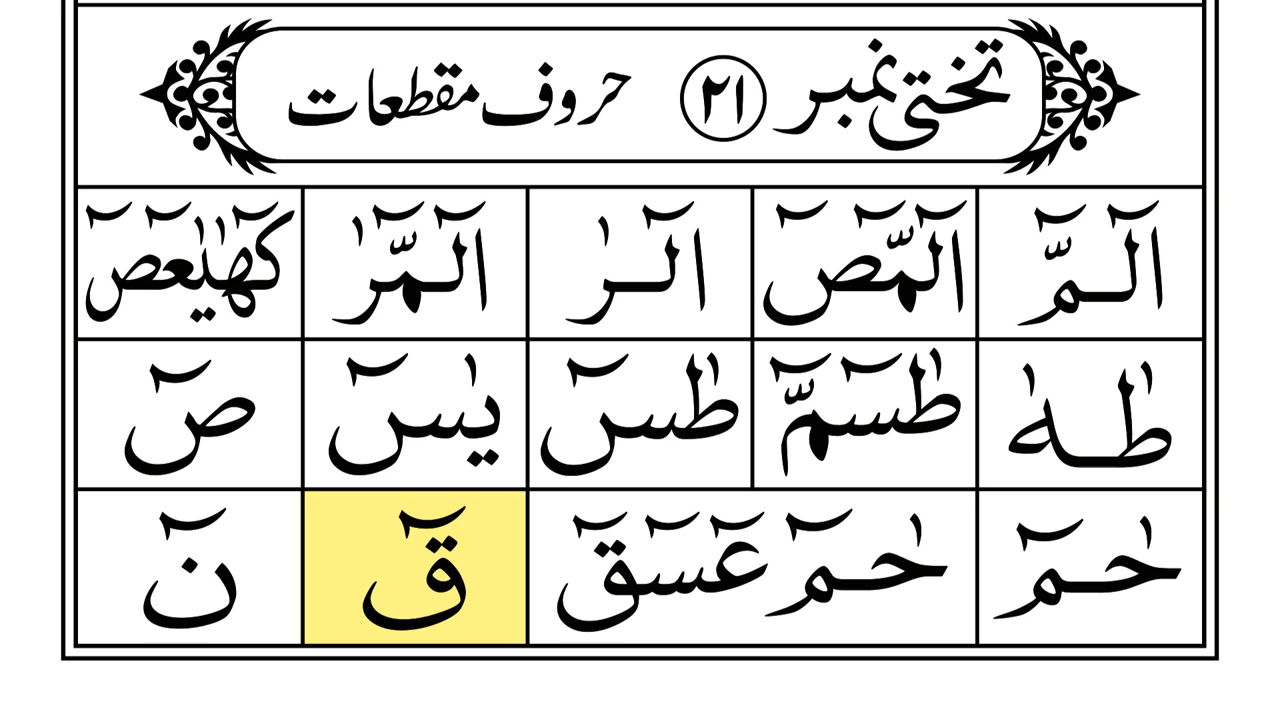 تختی نمبر ۲۱ حروف مقطعات
الٓمّٓ الٓمّٓصٓ الٓرٰ الٓمّٓرٰ كٓهٰيٰعٓصٓ
طٰهٰ طٰسٓمّٓ طٰسٓ يٰسٓ صٓ
حٰمٓ حٰمٓ عٓسٓقٓ قٓ نٓ